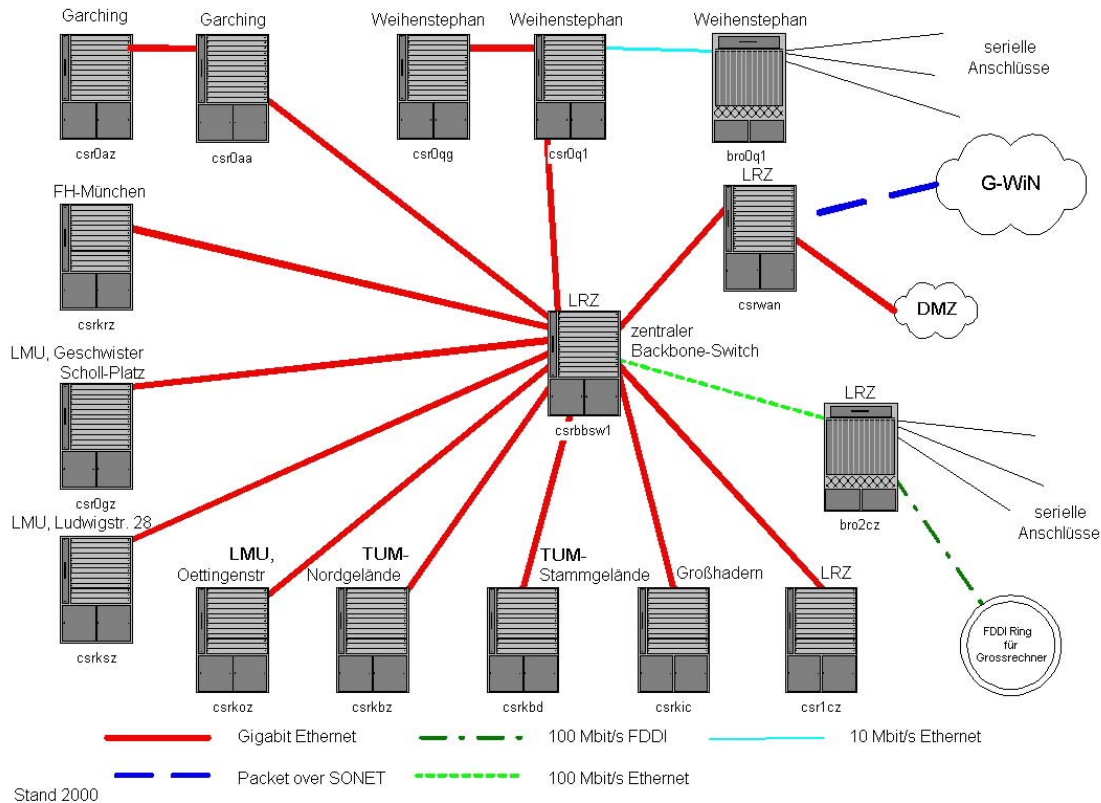 Garching
Garching
Weihenstephan
Weihenstephan
Weihenstephan
serielle
Anschlüsse
csr0az
csr0aa
csr0qg
csr0q1
bro0q1
FH-München
LRZ
G-WiN
csrkrz
csrwan
DMZ
LRZ
zentraler
Backbone-Switch
LMU, Geschwister
Scholl-Platz
csrbbsw1
LRZ
csr0gz
bro2cz
serielle
Anschlüsse
LMU, Ludwigstr. 28
csrksz
LMU,
Oettingenstr
TUM-
Nordgelände
TUM-
Stammgelände
Großhadern
LRZ
FDDI Ring
für
Grossrechner
csrkoz
csrkbz
csrkbd
csrkic
csr1cz
Gigabit Ethernet
100 Mbit/s FDDI
10 Mbit/s Ethernet
Packet over SONET
100 Mbit/s Ethernet
Stand 2000